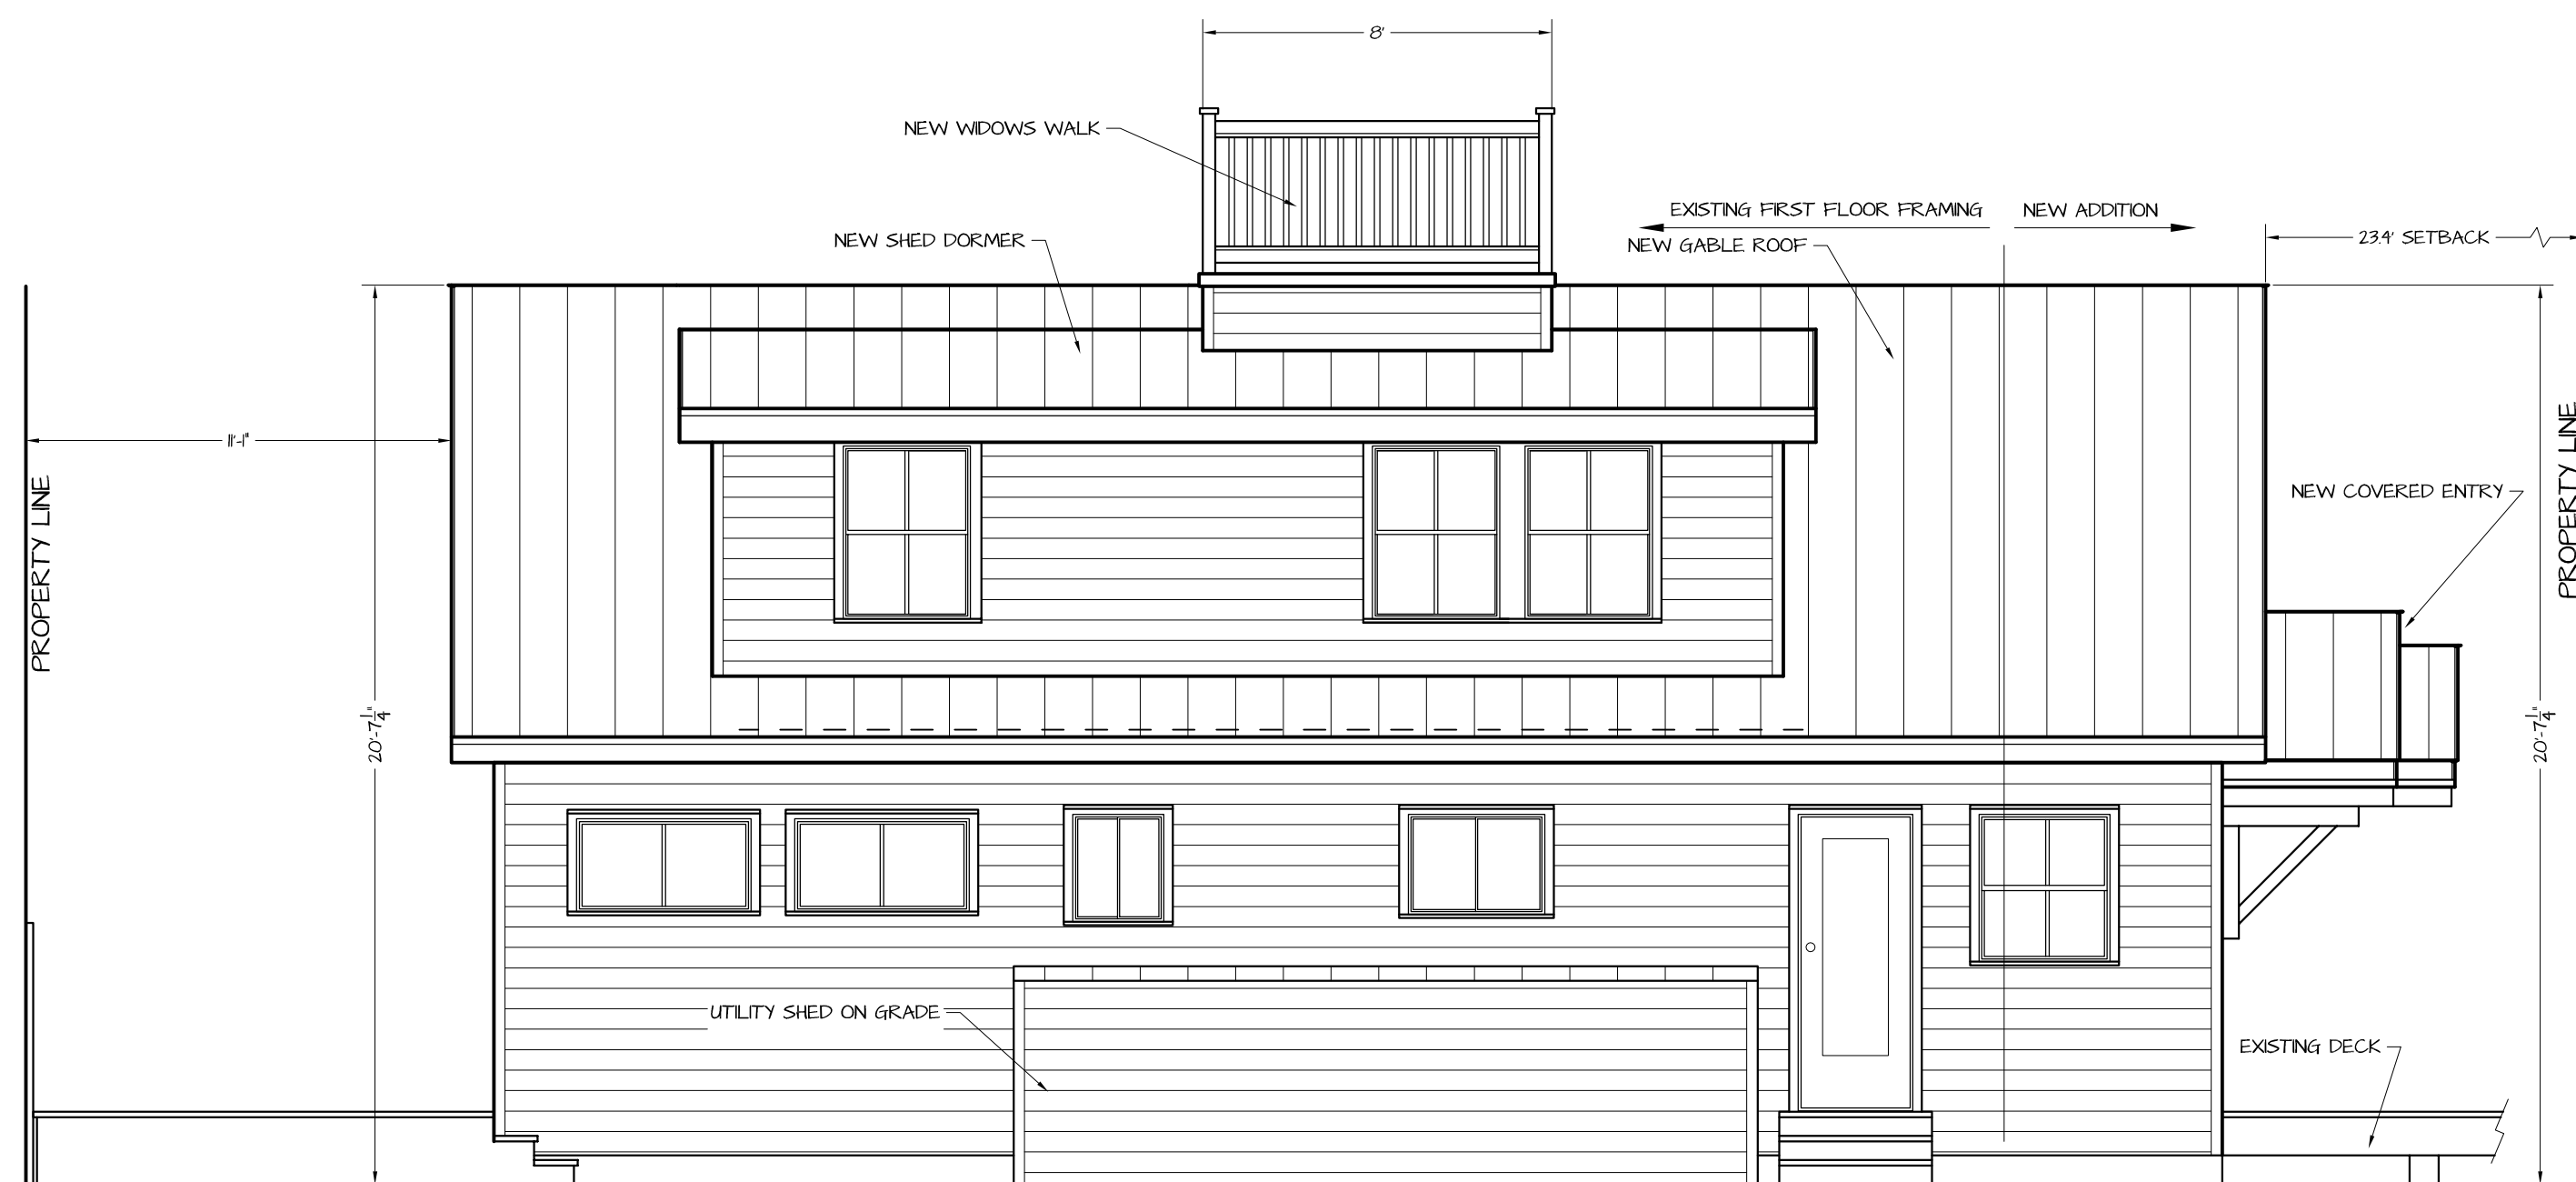 8'
NEW WIDOWS WALK
EXISTING FIRST FLOOR FRAMING
NEW ADDITION
NEW SHED DORMER
NEW GABLE ROOF
23.4' SETBACK
11'-1"
PROPERTY LINE
PROPERTY LINE
NEW COVERED ENTRY
20'-7 1/4"
20'-7 1/4"
UTILITY SHED ON GRADE
EXISTING DECK